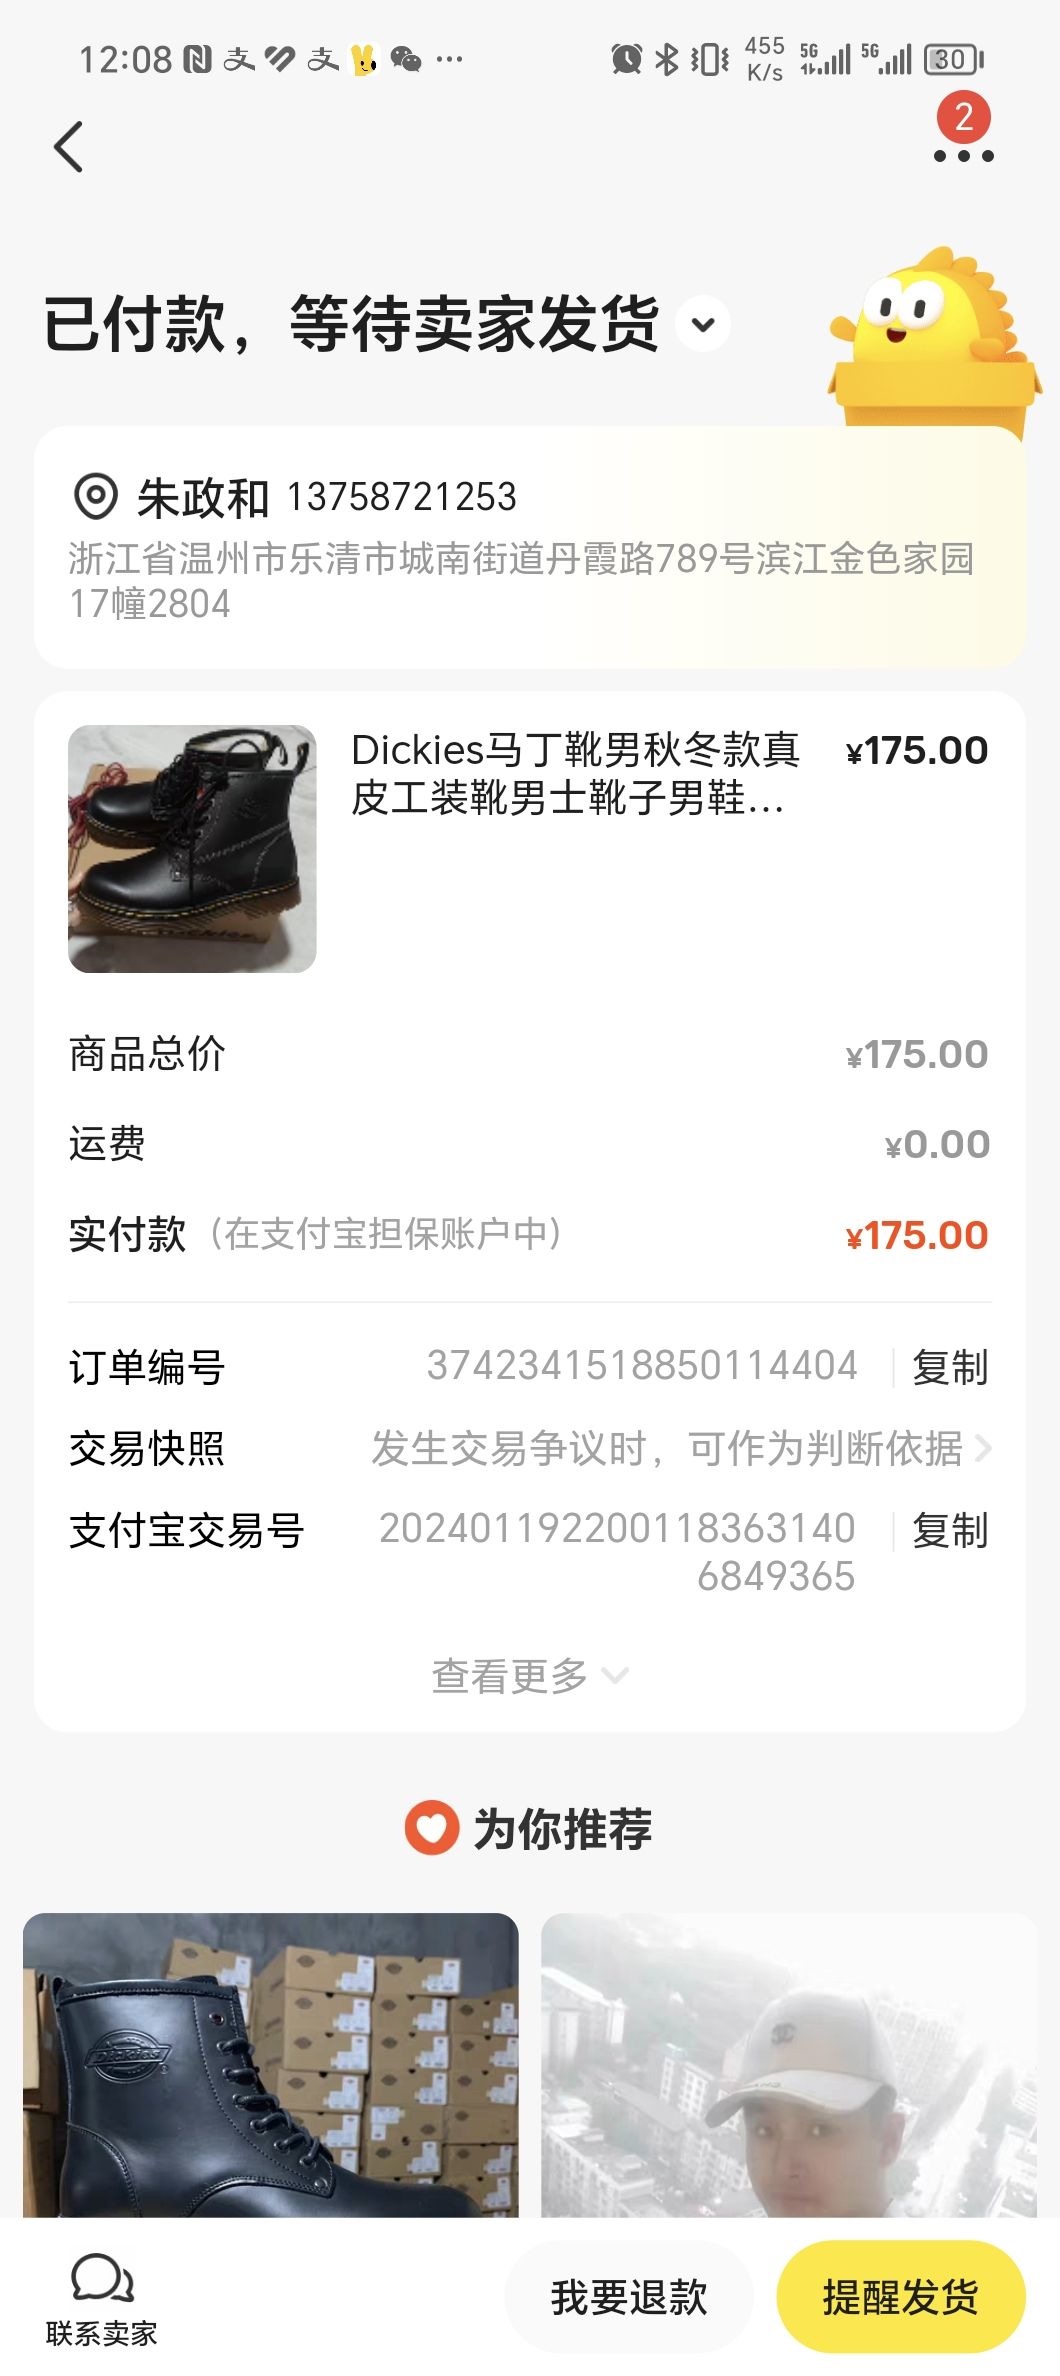 12:08
455
K/s
5G
5G
30
2
已付款，等待卖家发货
朱政和 13758721253
浙江省温州市乐清市城南街道丹霞路789号滨江金色家园
17幢2804
Dickies马丁靴男秋冬款真 ¥175.00
皮工装靴男士靴子男鞋...
商品总价 ¥175.00
运费 ¥0.00
实付款（在支付宝担保账户中） ¥175.00
订单编号 3742341518850114404 复制
交易快照 发生交易争议时，可作为判断依据
支付宝交易号 202401192200118363140 复制
6849365
查看更多
为你推荐
Dickies
联系卖家
我要退款
提醒发货